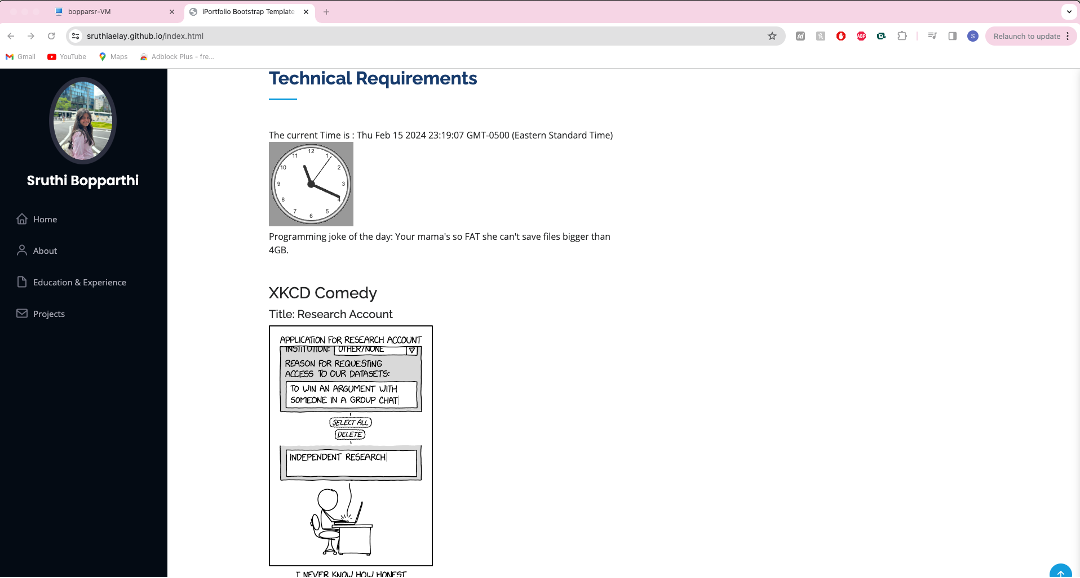 bopparsr-VM
iPortfolio Bootstrap Template
sruthiaelay.github.io/index.html
Relaunch to update
Gmail
YouTube
Maps
Adblock Plus - fre...
Technical Requirements
The current Time is : Thu Feb 15 2024 23:19:07 GMT-0500 (Eastern Standard Time)
12
1
2
3
4
5
6
7
8
9
10
11
Programming joke of the day: Your mama's so FAT she can't save files bigger than
4GB.
Sruthi Bopparthi
Home
About
Education & Experience
Projects
XKCD Comedy
Title: Research Account
APPLICATION FOR RESEARCH ACCOUNT
INSTITUTION: OTHER/NONE
REASON FOR REQUESTING
ACCESS TO OUR DATASETS:
TO WIN AN ARGUMENT WITH
SOMEONE IN A GROUP CHAT
SELECT ALL
DELETE
INDEPENDENT RESEARCH
I NEVER KNOW HOW HONEST